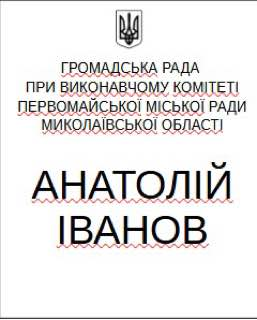 ГРОМАДСЬКА РАДА
ПРИ ВИКОНАВЧОМУ КОМІТЕТІ
ПЕРВОМАЙСЬКОЇ МІСЬКОЇ РАДИ
МИКОЛАЇВСЬКОЇ ОБЛАСТІ
АНАТОЛІЙ
ІВАНОВ